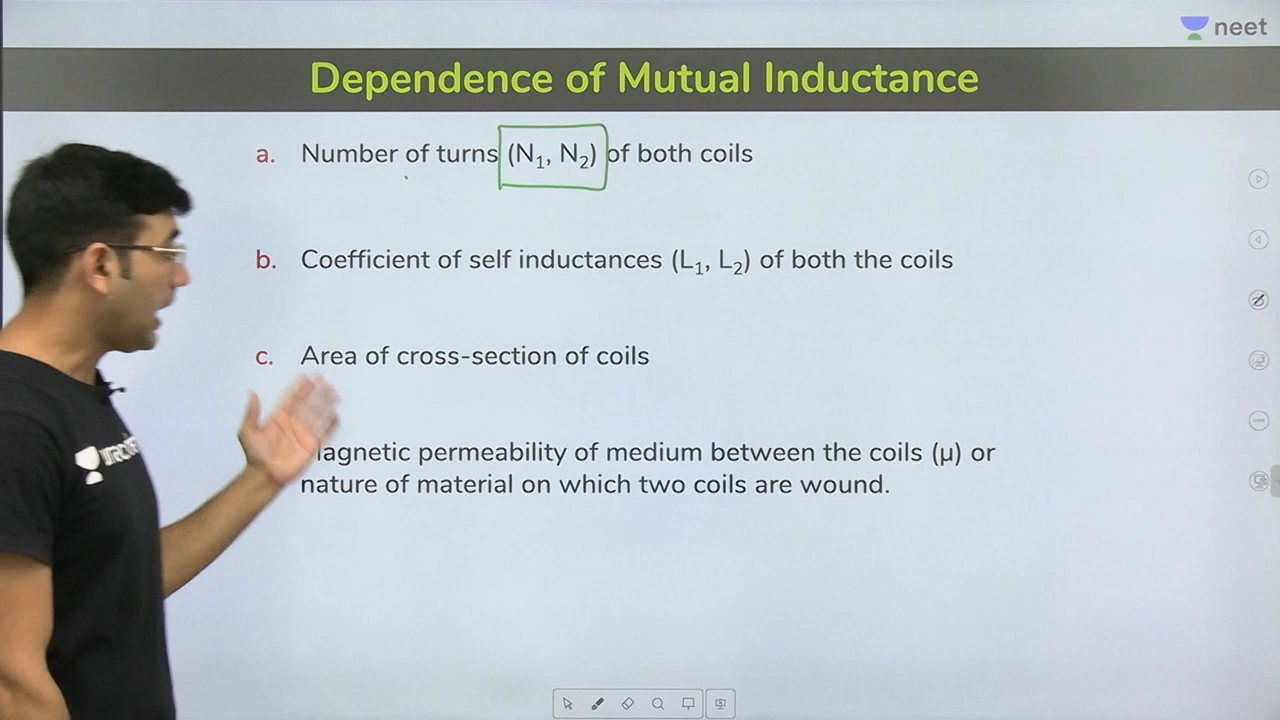 neet
Dependence of Mutual Inductance
a. Number of turns (N₁, N₂) of both coils
b. Coefficient of self inductances (L₁, L₂) of both the coils
c. Area of cross-section of coils
agnetic permeability of medium between the coils (μ) or
nature of material on which two coils are wound.